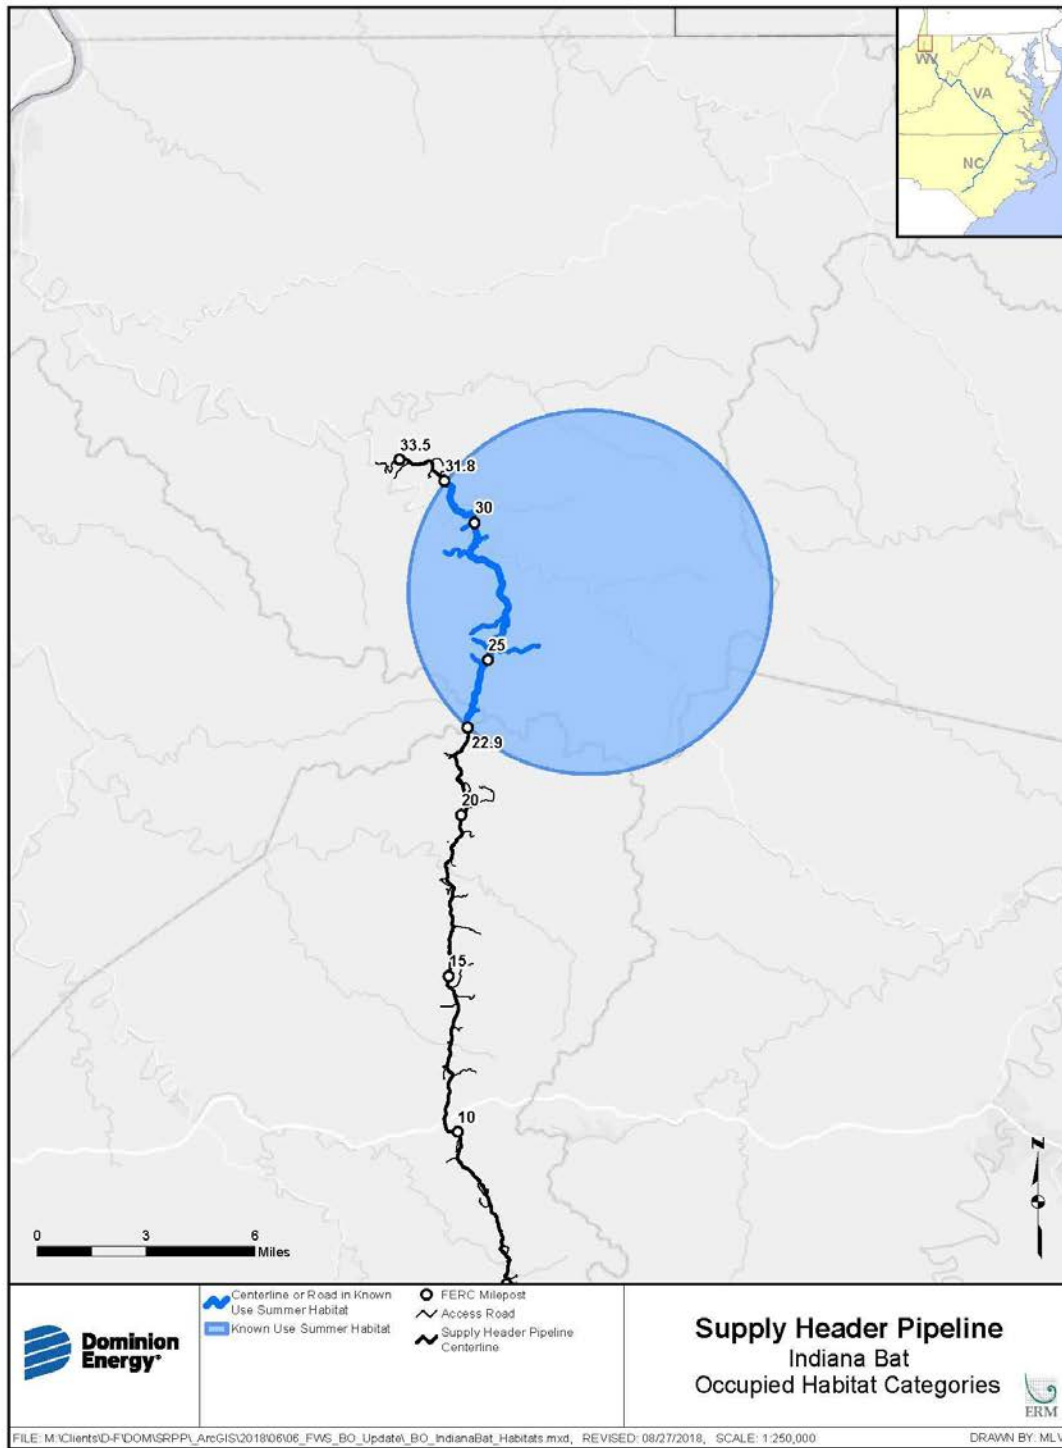 WV
VA
NC
33.5
31.8
30
25
22.9
20
15
10
N
0 3 6
Miles
Dominion
Energy®
Centerline or Road in Known
Use Summer Habitat
Known Use Summer Habitat
FERC Milepost
Access Road
Supply Header Pipeline
Centerline
Supply Header Pipeline
Indiana Bat
Occupied Habitat Categories
ERM
FILE: M:\Clients\D-F\DOM\SRPP\_ArcGIS\2018\06\06_FWS_BO_Update\_BO_IndianaBat_Habitats.mxd, REVISED: 08/27/2018, SCALE: 1:250,000
DRAWN BY: ML